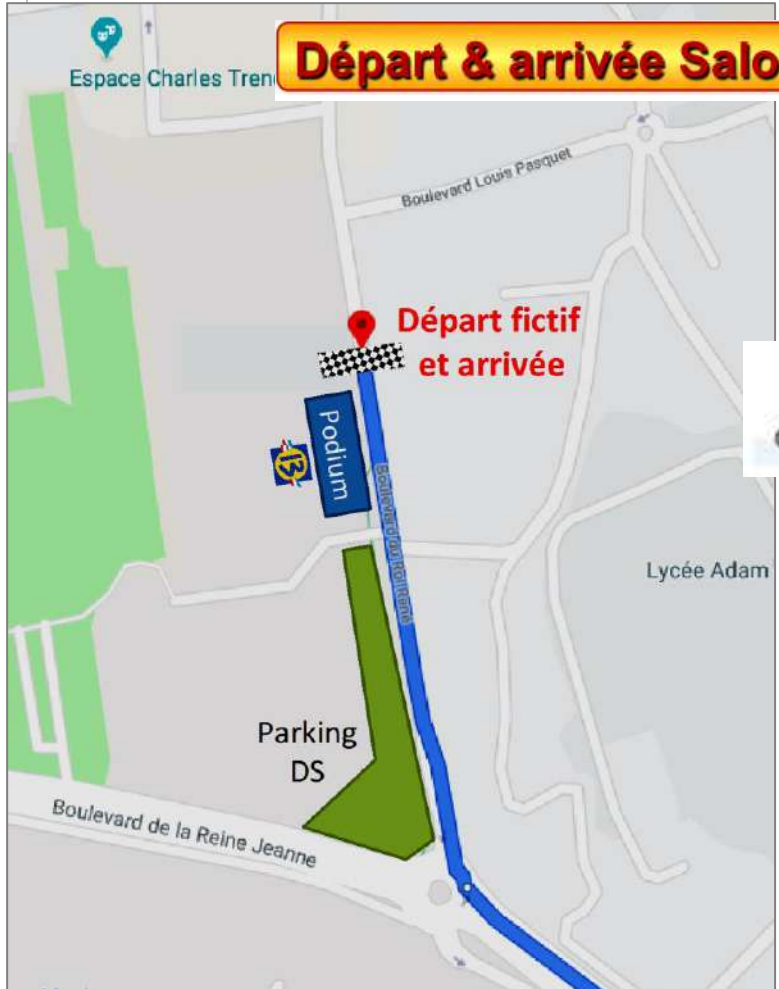 Départ & arrivée Salo
Espace Charles Tren
Boulevard Louis Pasquet
Départ fictif
et arrivée
Podium
13
Boulevard du Roi René
Lycée Adam
Parking
DS
Boulevard de la Reine Jeanne